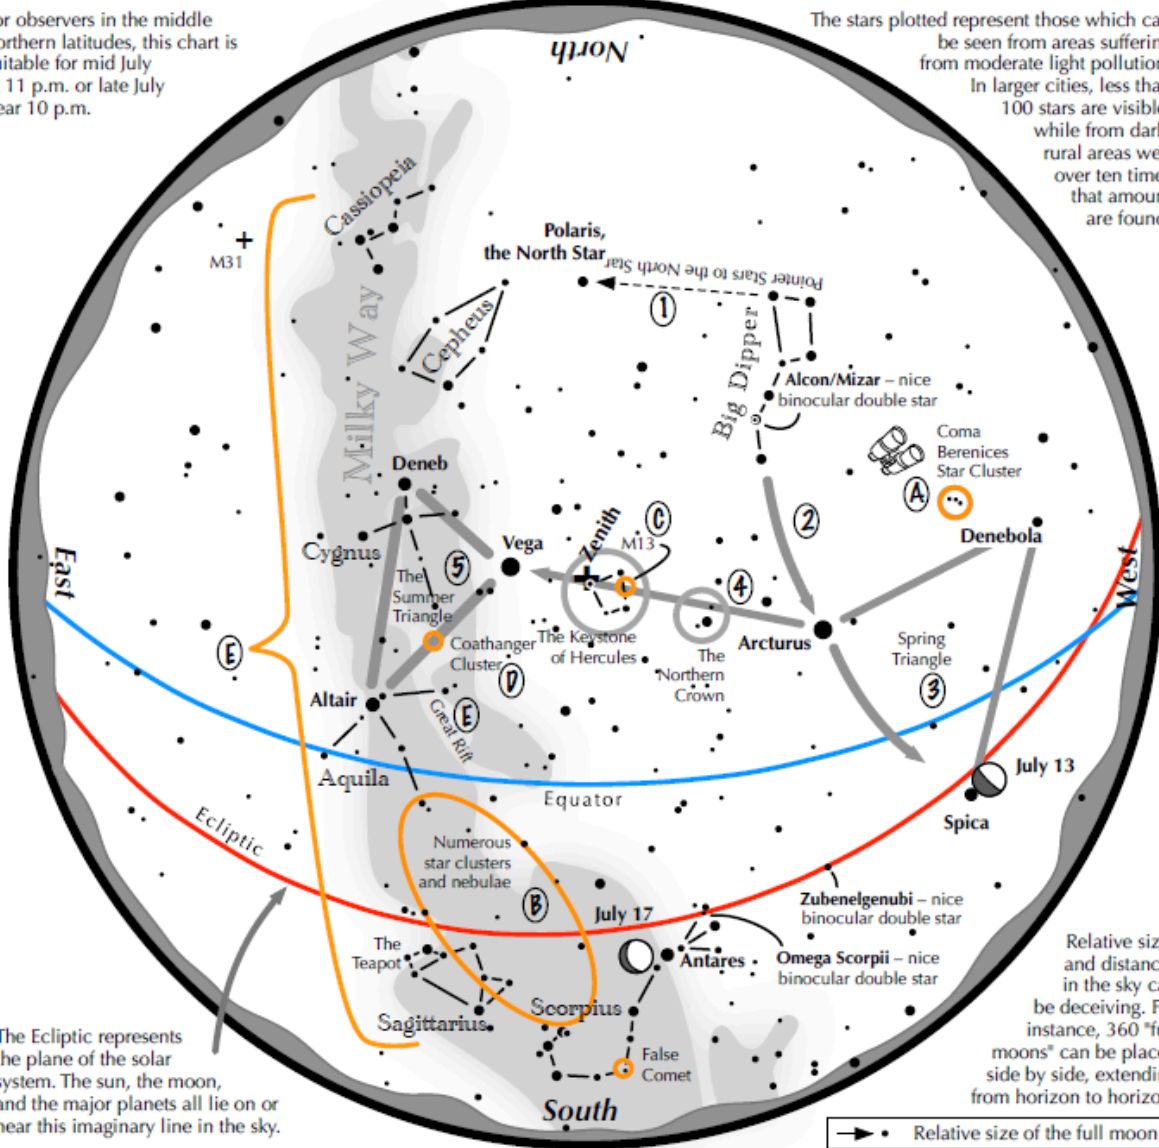 or observers in the middle
orthern latitudes, this chart is
uitable for mid July
11 p.m. or late July
ear 10 p.m.
The stars plotted represent those which ca
be seen from areas sufferin
from moderate light pollution
In larger cities, less tha
100 stars are visible
while from dark
rural areas we
over ten time
that amoun
are found
North
Cassiopeia
M31
Polaris,
the North Star
Pointer Stars to the North Star
1
Milky Way
Cepheus
Big Dipper
Alcon/Mizar – nice
binocular double star
Coma
Berenices
Star Cluster
A
Denebola
Deneb
Cygnus
The
Summer
Triangle
5
Vega
Zenith
C
M13
2
4
East
West
E
Coathanger
Cluster
D
The Keystone
of Hercules
The
Northern
Crown
Arcturus
Spring
Triangle
3
Altair
E
Great Rift
Aquila
Equator
July 13
Spica
Ecliptic
Numerous
star clusters
and nebulae
B
July 17
Zubenelgenubi – nice
binocular double star
The
Teapot
Antares
Omega Scorpii – nice
binocular double star
Sagittarius
Scorpius
False
Comet
South
The Ecliptic represents
the plane of the solar
system. The sun, the moon,
and the major planets all lie on or
near this imaginary line in the sky.
Relative siz
and distanc
in the sky ca
be deceiving. F
instance, 360 "fu
moons" can be place
side by side, extendin
from horizon to horizo
Relative size of the full moon